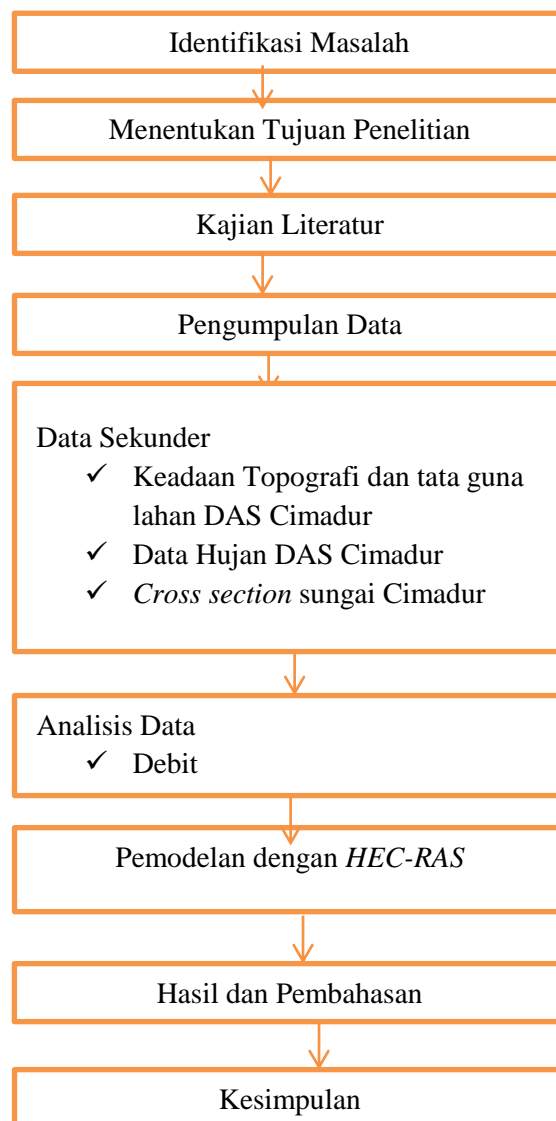 Identifikasi Masalah
Menentukan Tujuan Penelitian
Kajian Literatur
Pengumpulan Data
Data Sekunder
✓ Keadaan Topografi dan tata guna
lahan DAS Cimadur
✓ Data Hujan DAS Cimadur
✓ Cross section sungai Cimadur
Analisis Data
✓ Debit
Pemodelan dengan HEC-RAS
Hasil dan Pembahasan
Kesimpulan